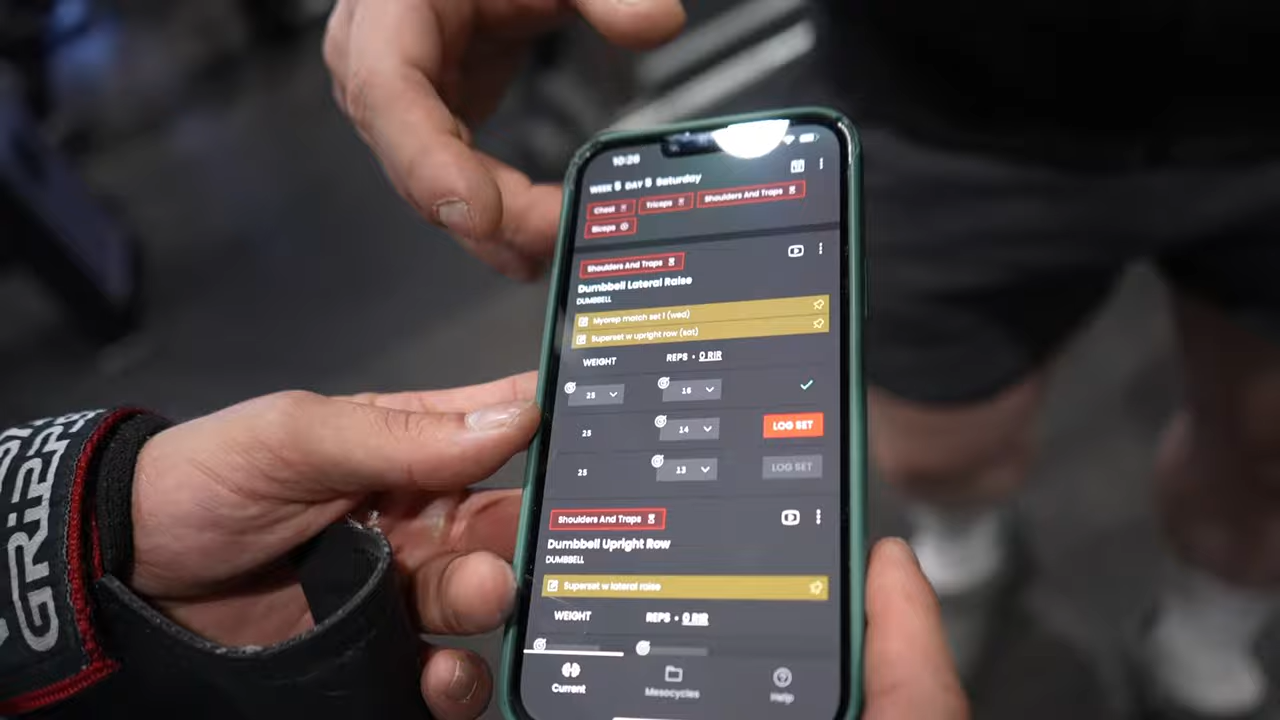 10:26
WEEK 5 DAY 5 Saturday
Chest
Triceps
Shoulders And Traps
Biceps
Shoulders And Traps
Dumbbell Lateral Raise
DUMBBELL
Myorep match set 1 (wed)
Superset w upright row (sat)
WEIGHT REPS • 0 RIR
25 16
25 14 LOG SET
25 13 LOG SET
Shoulders And Traps
Dumbbell Upright Row
DUMBBELL
Superset w lateral raise
WEIGHT REPS • 0 RIR
Current Mesocycles Help